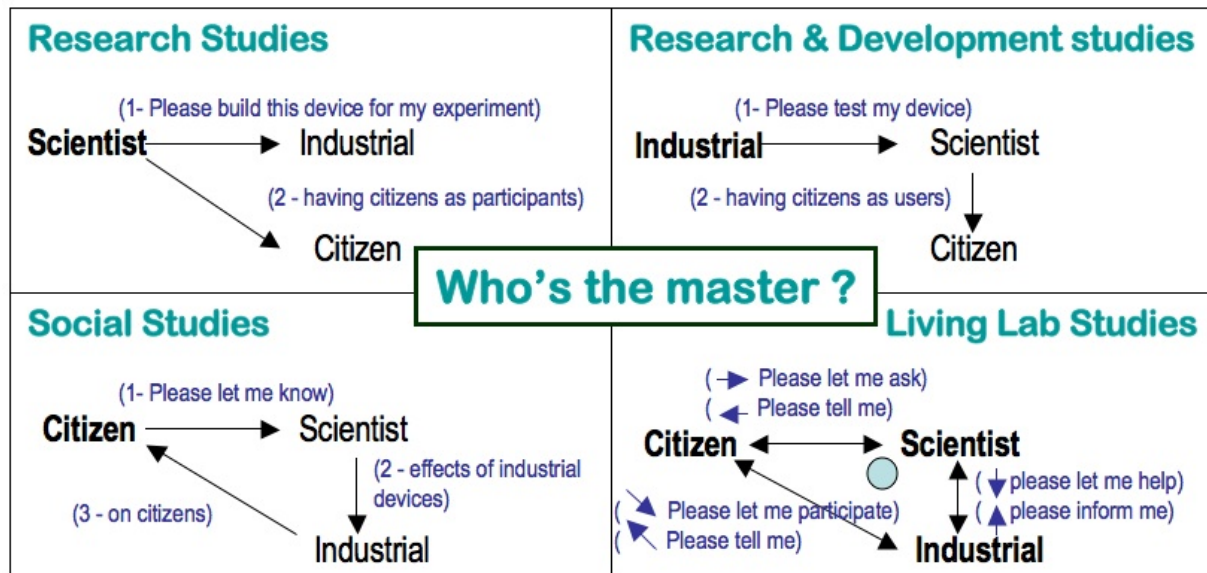 Research Studies
(1- Please build this device for my experiment)
Scientist
Industrial
(2 - having citizens as participants)
Citizen
Research & Development studies
(1- Please test my device)
Industrial
Scientist
(2 - having citizens as users)
Citizen
Who's the master ?
Social Studies
(1- Please let me know)
Citizen
Scientist
(2 - effects of industrial
devices)
(3 - on citizens)
Industrial
Living Lab Studies
( → Please let me ask)
( ← Please tell me)
Citizen
Scientist
( ↓ please let me help)
( ↑ please inform me)
( ↘ Please let me participate)
( ↖ Please tell me)
Industrial